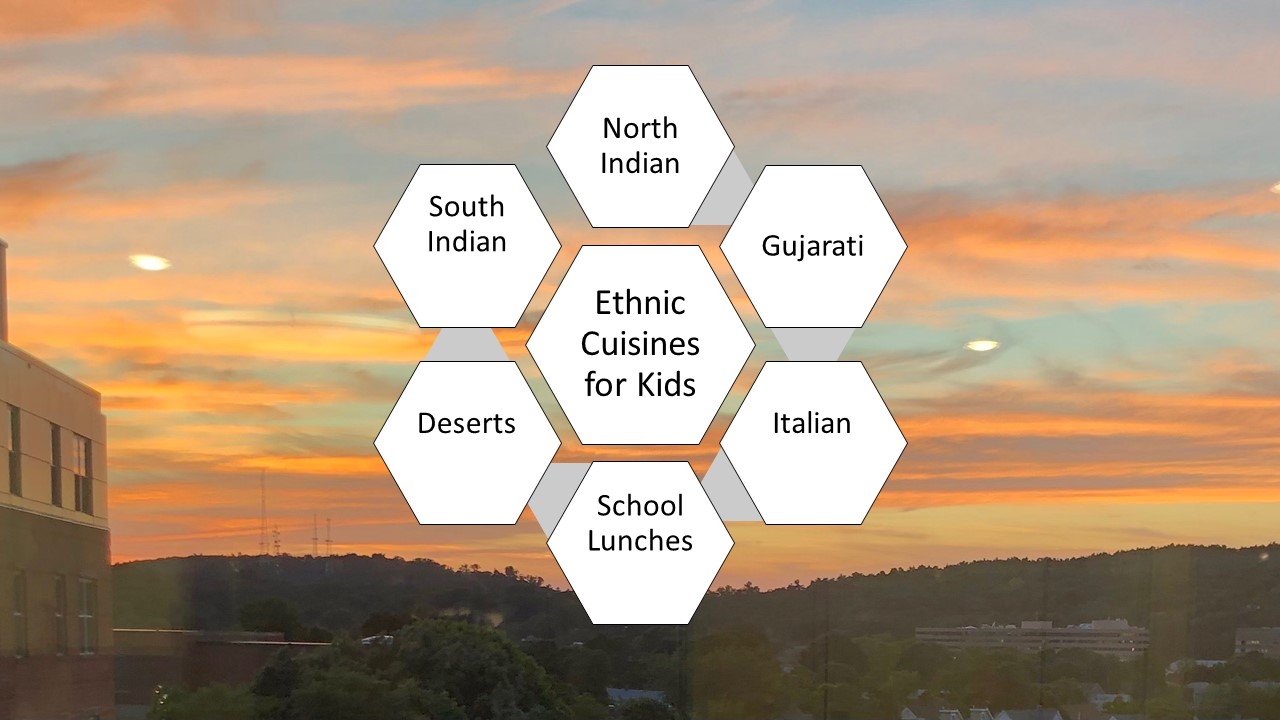 North
Indian
South
Indian
Gujarati
Ethnic
Cuisines
for Kids
Deserts
Italian
School
Lunches